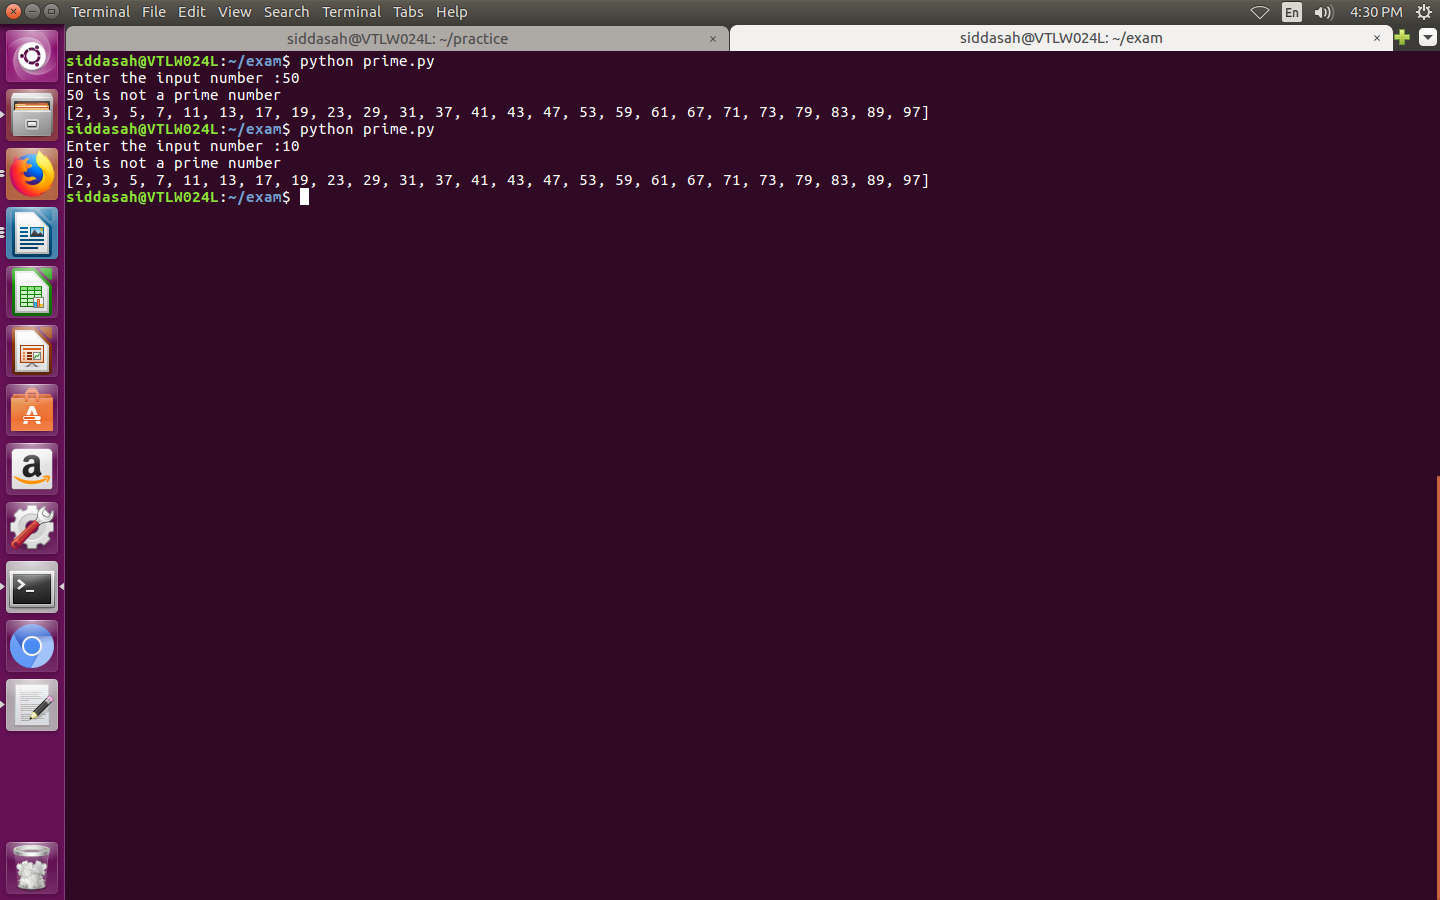 Terminal File Edit View Search Terminal Tabs Help
En 4:30 PM
siddasah@VTLW024L: ~/practice × siddasah@VTLW024L: ~/exam ×
siddasah@VTLW024L:~/exam$ python prime.py
Enter the input number :50
50 is not a prime number
[2, 3, 5, 7, 11, 13, 17, 19, 23, 29, 31, 37, 41, 43, 47, 53, 59, 61, 67, 71, 73, 79, 83, 89, 97]
siddasah@VTLW024L:~/exam$ python prime.py
Enter the input number :10
10 is not a prime number
[2, 3, 5, 7, 11, 13, 17, 19, 23, 29, 31, 37, 41, 43, 47, 53, 59, 61, 67, 71, 73, 79, 83, 89, 97]
siddasah@VTLW024L:~/exam$